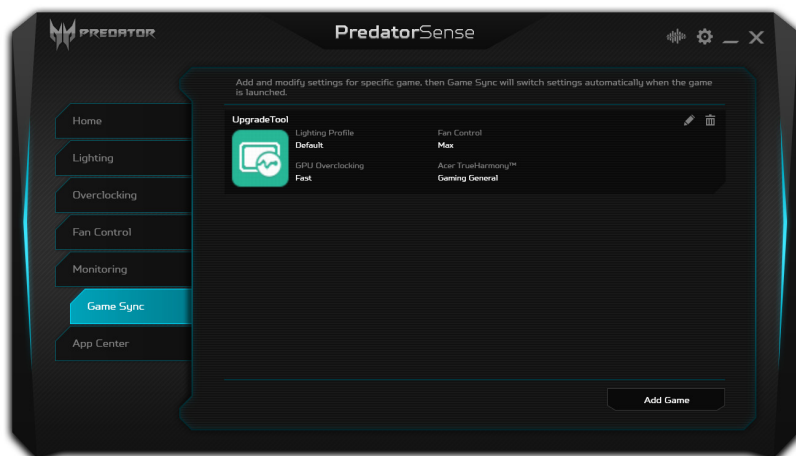 PREDATOR
PredatorSense
Add and modify settings for specific game, then Game Sync will switch settings automatically when the game
is launched.
Home
Lighting
Overclocking
Fan Control
Monitoring
Game Sync
App Center
UpgradeTool
Lighting Profile
Default
Fan Control
Max
GPU Overclocking
Fast
Acer TrueHarmony™
Gaming General
Add Game